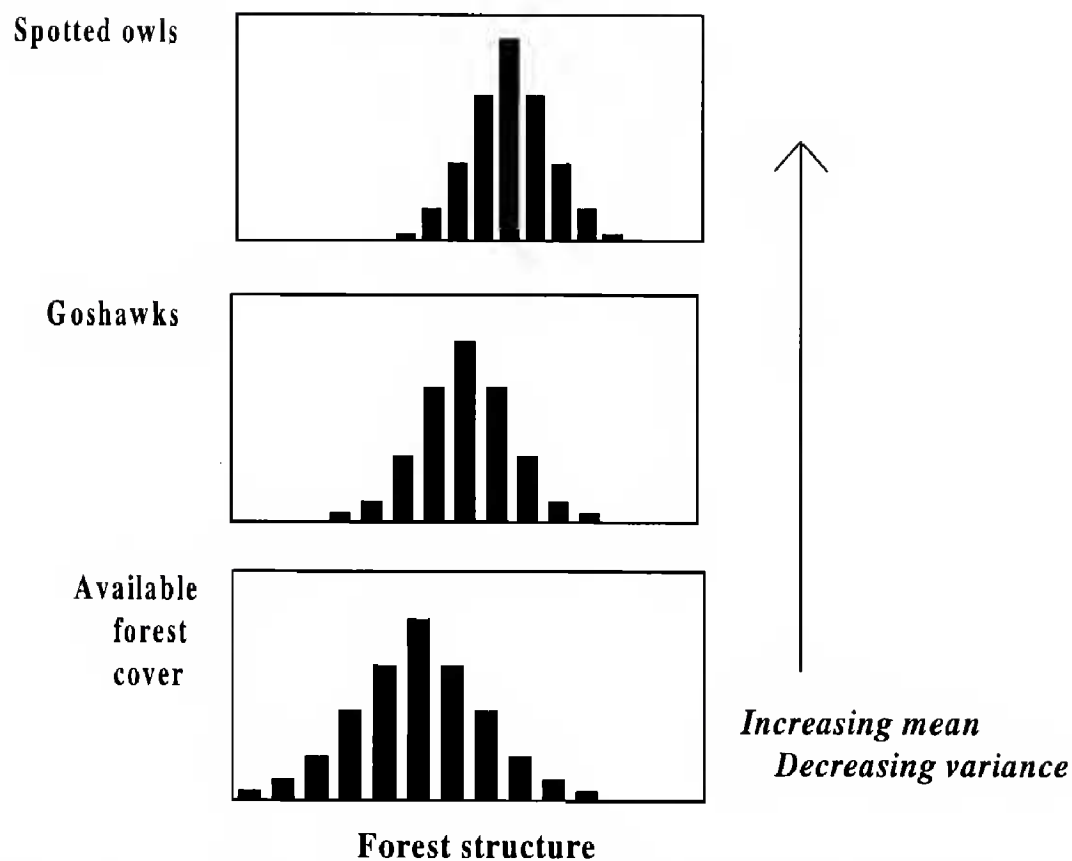 Spotted owls
Goshawks
Available
forest
cover
Increasing mean
Decreasing variance
Forest structure